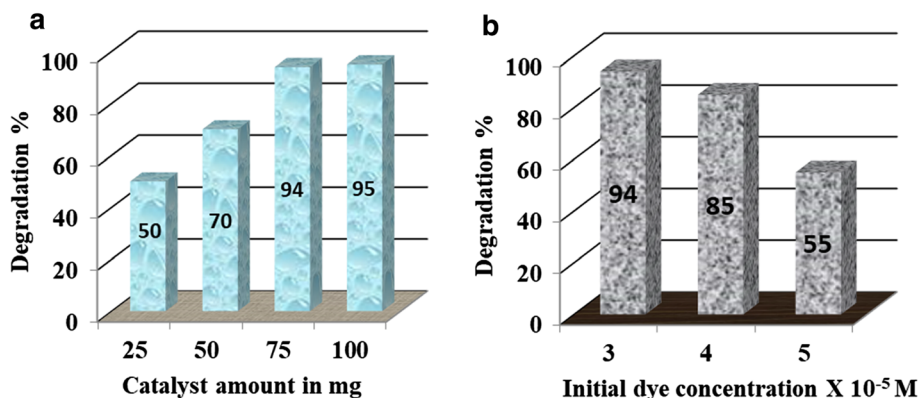 a
100
80
60
40
20
0
Degradation %
50
70
94
95
25 50 75 100
Catalyst amount in mg
b
100
80
60
40
20
0
Degradation %
94
85
55
3 4 5
Initial dye concentration X 10⁻⁵ M